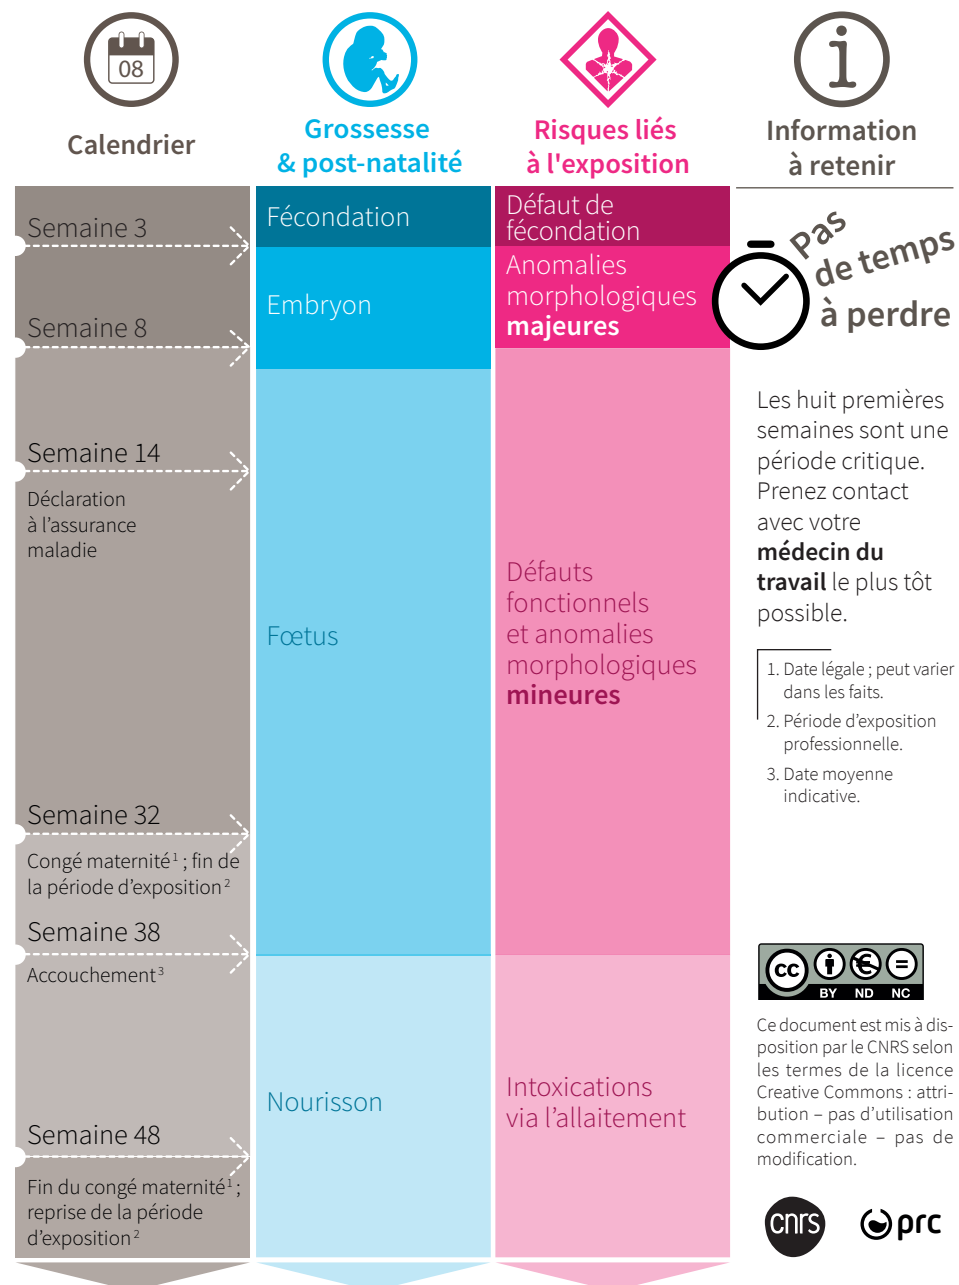 08
Calendrier
Grossesse
& post-natalité
Risques liés
à l'exposition
Information
à retenir
Semaine 3
Semaine 8
Semaine 14
Déclaration
à l’assurance
maladie
Semaine 32
Congé maternité¹ ; fin de
la période d’exposition²
Semaine 38
Accouchement³
Semaine 48
Fin du congé maternité¹ ;
reprise de la période
d’exposition²
Fécondation
Embryon
Fœtus
Nourisson
Défaut de
fécondation
Anomalies
morphologiques
majeures
Défauts
fonctionnels
et anomalies
morphologiques
mineures
Intoxications
via l’allaitement
Pas
de temps
à perdre
Les huit premières
semaines sont une
période critique.
Prenez contact
avec votre
médecin du
travail le plus tôt
possible.
1. Date légale ; peut varier
dans les faits.
2. Période d’exposition
professionnelle.
3. Date moyenne
indicative.
cc BY ND NC
Ce document est mis à dis-
position par le CNRS selon
les termes de la licence
Creative Commons : attri-
bution – pas d’utilisation
commerciale – pas de
modification.
cnrs
prc